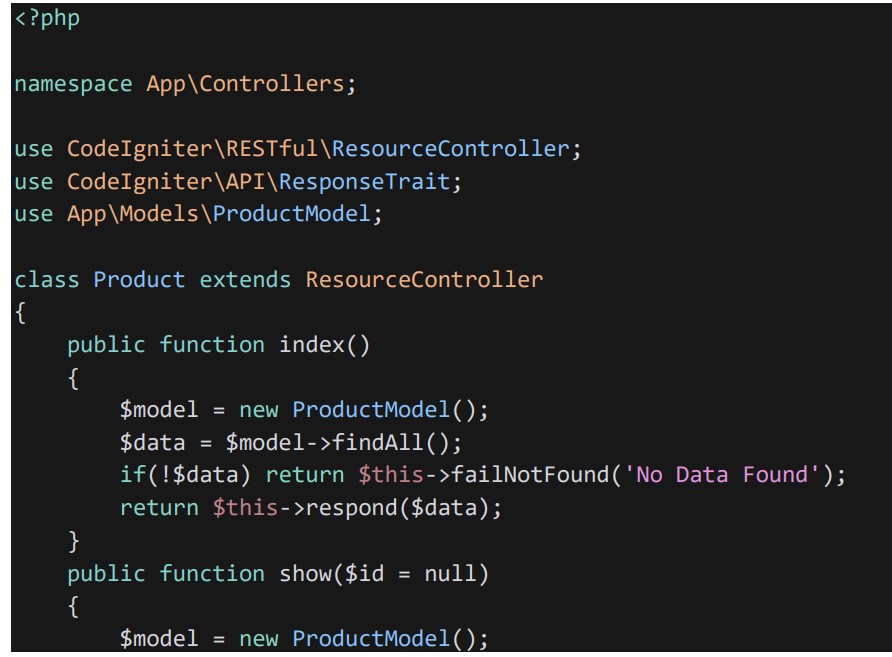 <?php
namespace App\Controllers;
use CodeIgniter\RESTful\ResourceController;
use CodeIgniter\API\ResponseTrait;
use App\Models\ProductModel;
class Product extends ResourceController
{
    public function index()
    {
        $model = new ProductModel();
        $data = $model->findAll();
        if(!$data) return $this->failNotFound('No Data Found');
        return $this->respond($data);
    }
    public function show($id = null)
    {
        $model = new ProductModel();